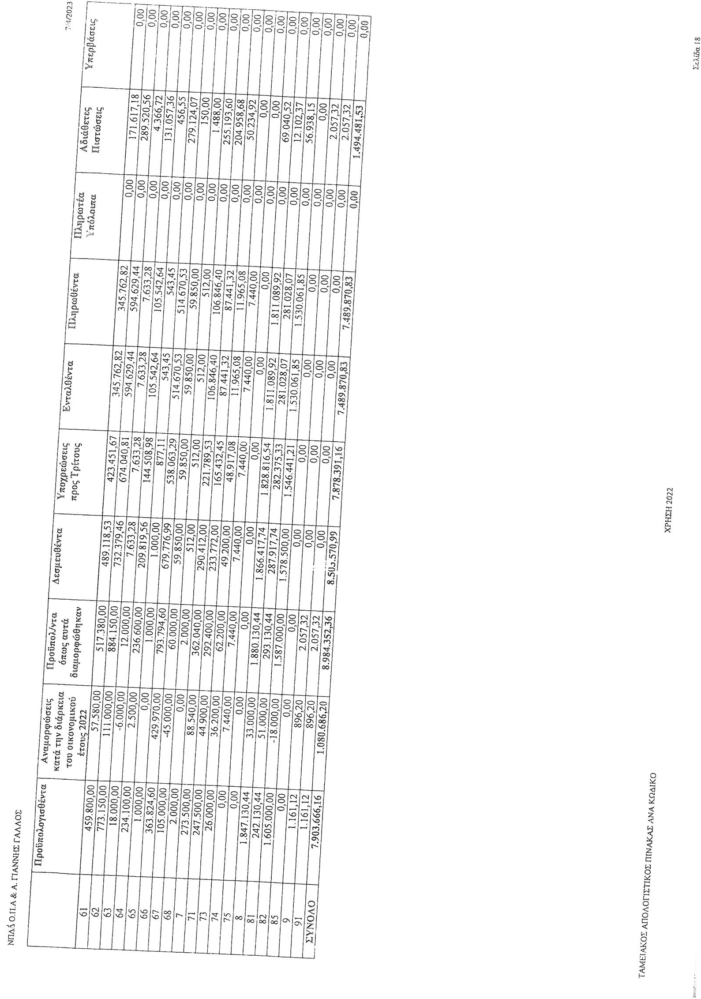 ΝΠΔΔ Ο.Π.Α & Α. ΓΙΑΝΝΗΣ ΓΑΛΛΟΣ 7/4/2023
Προϋπολογισθέντα Αναμορφώσεις κατά την διάρκεια του οικονομικού έτους 2022 Προϋπολ/ντα όπως αυτά διαμορφώθηκαν Δεσμευθέντα Υποχρεώσεις προς Τρίτους Ενταλθέντα Πληρωθέντα Πληρωτέα Υπόλοιπα Αδιάθετες Πιστώσεις Υπερβάσεις
61 459.800,00 57.580,00 517.380,00 489.118,53 423.451,67 345.762,82 345.762,82 0,00 171.617,18 0,00
62 773.150,00 111.000,00 884.150,00 732.379,46 674.040,81 594.629,44 594.629,44 0,00 289.520,56 0,00
63 18.000,00 -6.000,00 12.000,00 7.633,28 7.633,28 7.633,28 7.633,28 0,00 4.366,72 0,00
64 234.100,00 2.500,00 236.600,00 209.819,56 144.508,98 105.542,64 105.542,64 0,00 131.057,36 0,00
65 1.000,00 0,00 1.000,00 1.000,00 877,11 543,45 543,45 0,00 456,55 0,00
66 363.824,60 429.970,00 793.794,60 679.776,99 538.063,29 514.670,53 514.670,53 0,00 279.124,07 0,00
67 105.000,00 -45.000,00 60.000,00 59.850,00 59.850,00 59.850,00 59.850,00 0,00 150,00 0,00
68 2.000,00 0,00 2.000,00 512,00 512,00 512,00 512,00 0,00 1.488,00 0,00
7 273.500,00 88.540,00 362.040,00 290.412,00 221.789,53 106.846,40 106.846,40 0,00 255.193,60 0,00
71 247.500,00 44.900,00 292.400,00 233.772,00 165.432,45 87.441,32 87.441,32 0,00 204.958,68 0,00
73 26.000,00 36.200,00 62.200,00 49.200,00 48.917,08 11.965,08 11.965,08 0,00 50.234,92 0,00
74 0,00 7.440,00 7.440,00 7.440,00 7.440,00 7.440,00 7.440,00 0,00 0,00 0,00
75 0,00 0,00 0,00 0,00 0,00 0,00 0,00 0,00 0,00 0,00
8 1.847.130,44 33.000,00 1.880.130,44 1.866.417,74 1.828.816,54 1.811.089,92 1.811.089,92 0,00 69.040,52 0,00
81 242.130,44 51.000,00 293.130,44 287.917,74 282.375,33 281.028,07 281.028,07 0,00 12.102,37 0,00
82 1.605.000,00 -18.000,00 1.587.000,00 1.578.500,00 1.546.441,21 1.530.061,85 1.530.061,85 0,00 56.938,15 0,00
85 0,00 0,00 0,00 0,00 0,00 0,00 0,00 0,00 0,00 0,00
9 1.161,12 896,20 2.057,32 0,00 0,00 0,00 0,00 0,00 2.057,32 0,00
91 1.161,12 896,20 2.057,32 0,00 0,00 0,00 0,00 0,00 2.057,32 0,00
ΣΥΝΟΛΟ 7.903.666,16 1.080.686,20 8.984.352,36 7.878.391,16 7.489.870,83 7.489.870,83 0,00 1.494.481,53 0,00
ΤΑΜΕΙΑΚΟΣ ΑΠΟΛΟΓΙΣΤΙΚΟΣ ΠΙΝΑΚΑΣ ΑΝΑ ΚΩΔΙΚΟ
ΧΡΗΣΗ 2022
Σελίδα 18